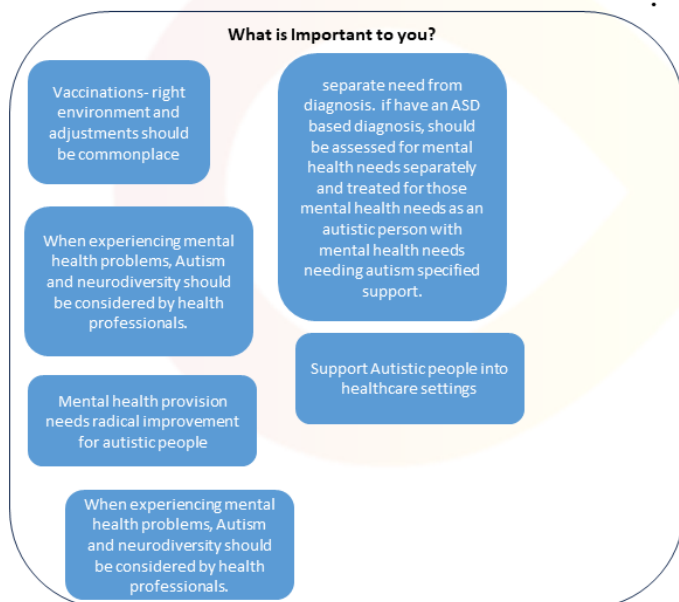 What is Important to you?
Vaccinations- right
environment and
adjustments should
be commonplace
When experiencing mental
health problems, Autism
and neurodiversity should
be considered by health
professionals.
Mental health provision
needs radical improvement
for autistic people
When experiencing mental
health problems, Autism
and neurodiversity should
be considered by health
professionals.
separate need from
diagnosis. if have an ASD
based diagnosis, should
be assessed for mental
health needs separately
and treated for those
mental health needs as an
autistic person with
mental health needs
needing autism specified
support.
Support Autistic people into
healthcare settings